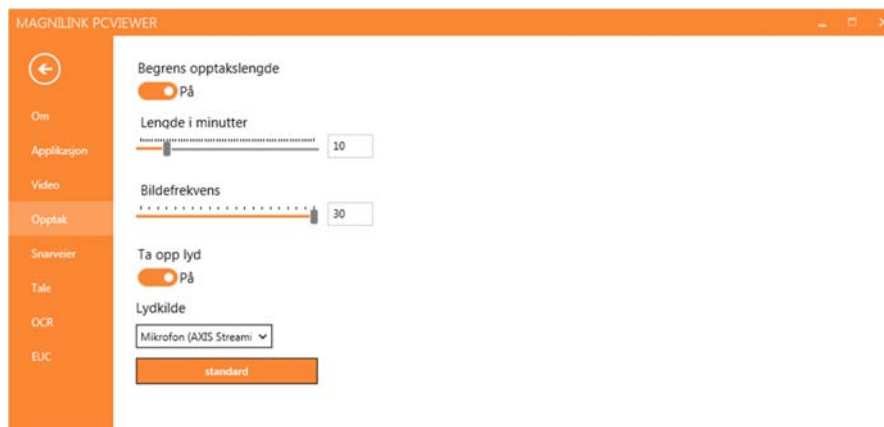 MAGNILINK PCVIEWER
Om
Applikasjon
Video
Opptak
Snarveier
Tale
OCR
EUC
Begrens opptakslengde
På
Lengde i minutter
10
Bildefrekvens
30
Ta opp lyd
På
Lydkilde
Mikrofon (AXIS Streami
standard